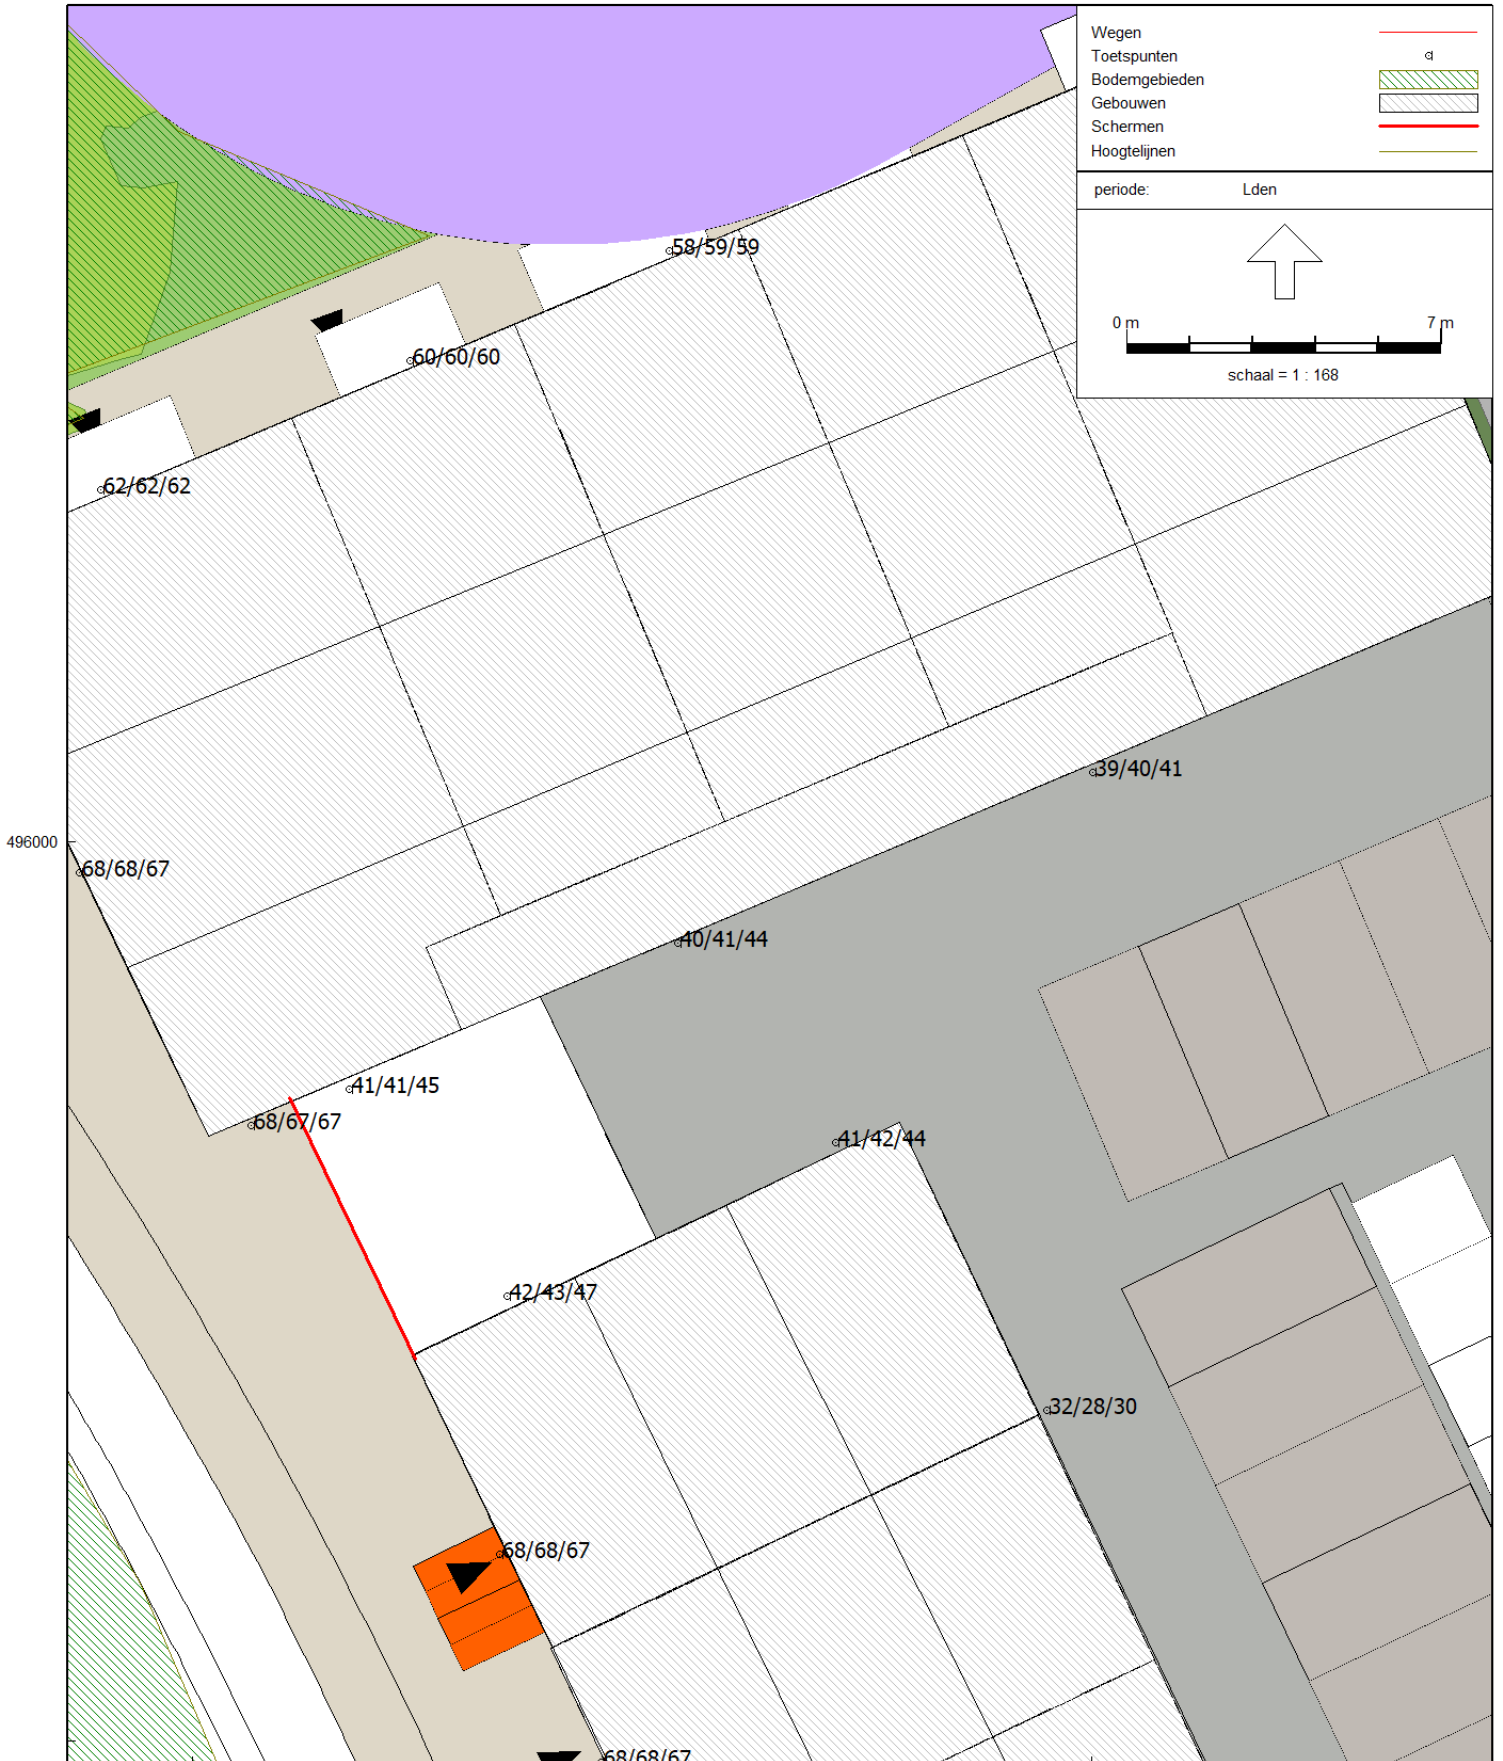 Wegen
Toetspunten
Bodemgebieden
Gebouwen
Schermen
Hoogtelijnen
periode: Lden
0 m 7 m
schaal = 1 : 168
58/59/59
60/60/60
62/62/62
39/40/41
496000
68/68/67
40/41/44
41/41/45
68/67/67
41/42/44
42/43/47
32/28/30
68/68/67
68/68/67